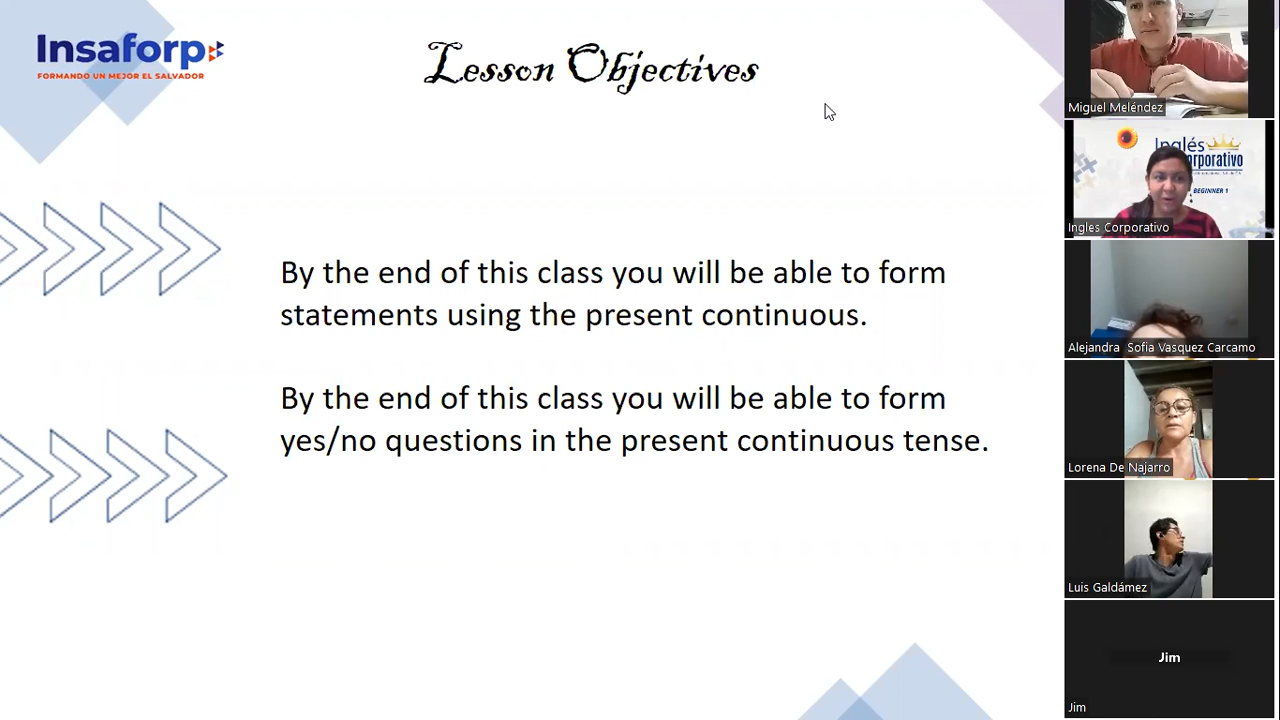 Insaforp
FORMANDO UN MEJOR EL SALVADOR
Lesson Objectives
By the end of this class you will be able to form
statements using the present continuous.
By the end of this class you will be able to form
yes/no questions in the present continuous tense.
Miguel Meléndez
Inglés
BEGINNER 1
Ingles Corporativo
Alejandra Sofia Vasquez Carcamo
Lorena De Najarro
Luis Galdámez
Jim
Jim